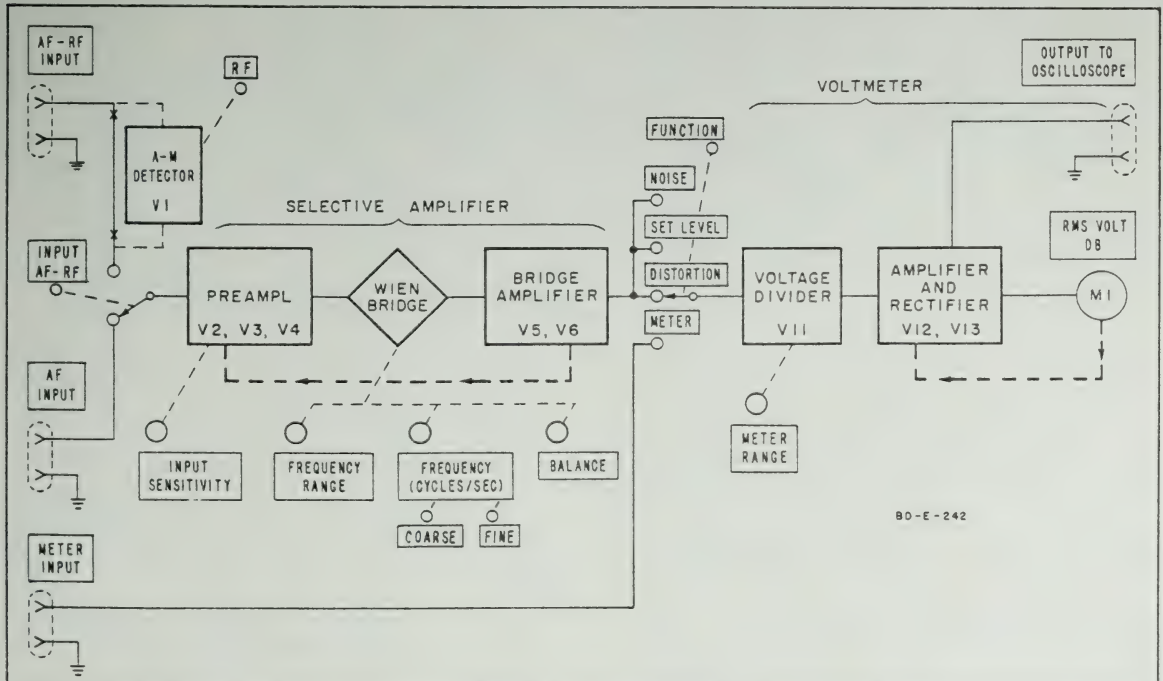 AF-RF
INPUT
RF
A-M
DETECTOR
V1
SELECTIVE AMPLIFIER
INPUT
AF-RF
PREAMPL
V2, V3, V4
WIEN
BRIDGE
BRIDGE
AMPLIFIER
V5, V6
AF
INPUT
INPUT
SENSITIVITY
FREQUENCY
RANGE
FREQUENCY
(CYCLES/SEC)
COARSE
FINE
BALANCE
METER
INPUT
FUNCTION
NOISE
SET LEVEL
DISTORTION
METER
VOLTMETER
VOLTAGE
DIVIDER
V11
METER
RANGE
AMPLIFIER
AND
RECTIFIER
V12, V13
OUTPUT TO
OSCILLOSCOPE
RMS VOLT
DB
M1
BD-E-242